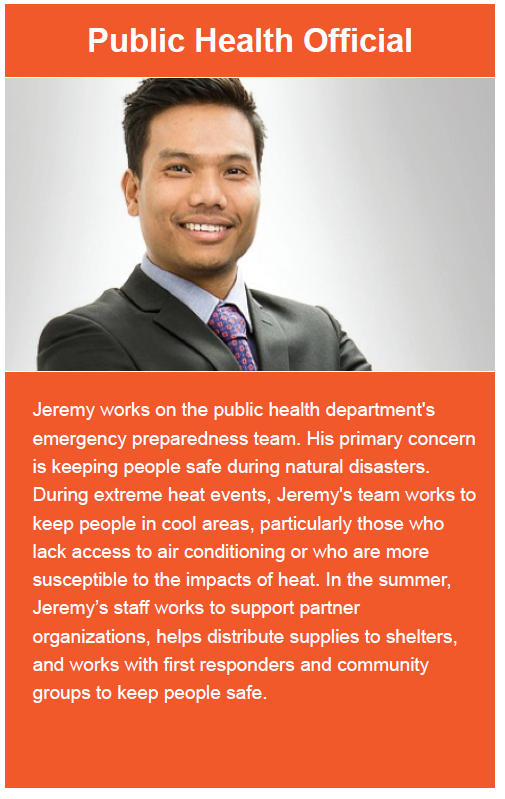 Public Health Official
Jeremy works on the public health department's
emergency preparedness team. His primary concern
is keeping people safe during natural disasters.
During extreme heat events, Jeremy's team works to
keep people in cool areas, particularly those who
lack access to air conditioning or who are more
susceptible to the impacts of heat. In the summer,
Jeremy’s staff works to support partner
organizations, helps distribute supplies to shelters,
and works with first responders and community
groups to keep people safe.